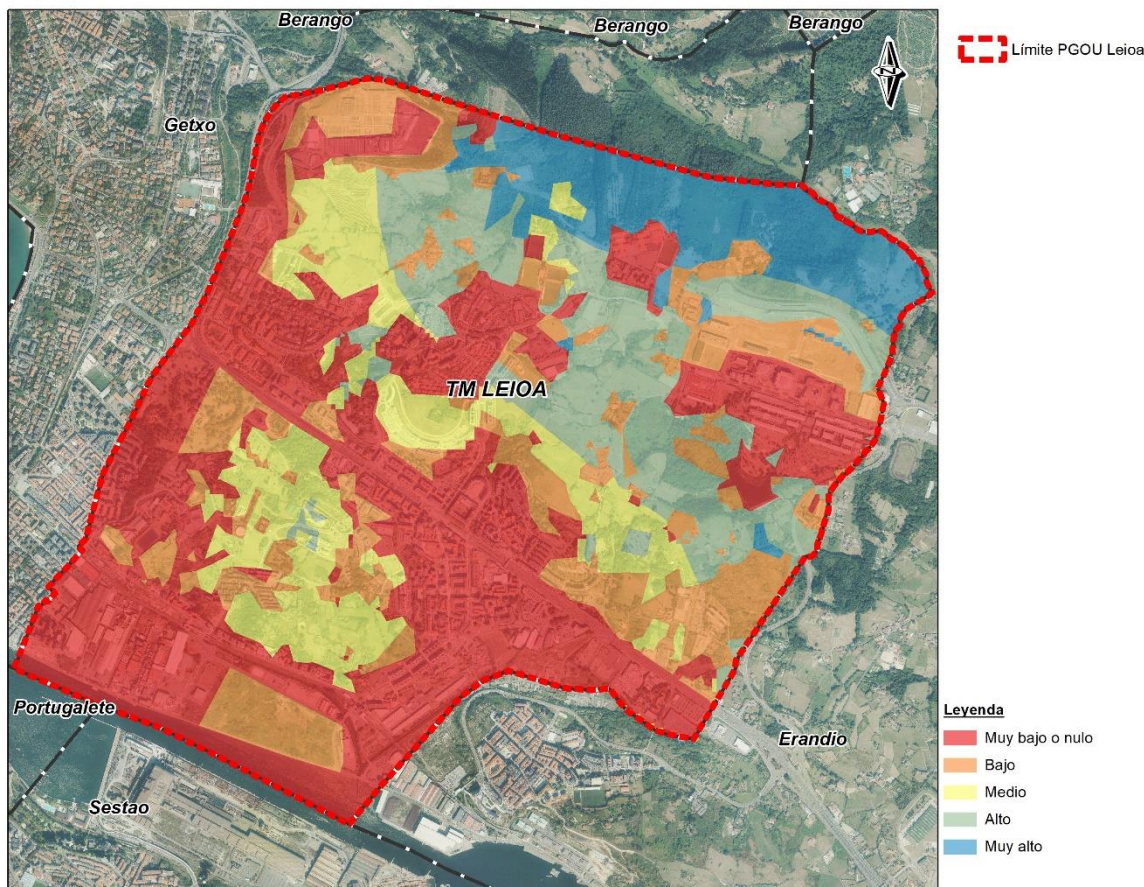 Berango
Berango
Berango
Límite PGOU Leioa
N
Getxo
TM LEIOA
Portugalete
Sestao
Erandio
Leyenda
Muy bajo o nulo
Bajo
Medio
Alto
Muy alto